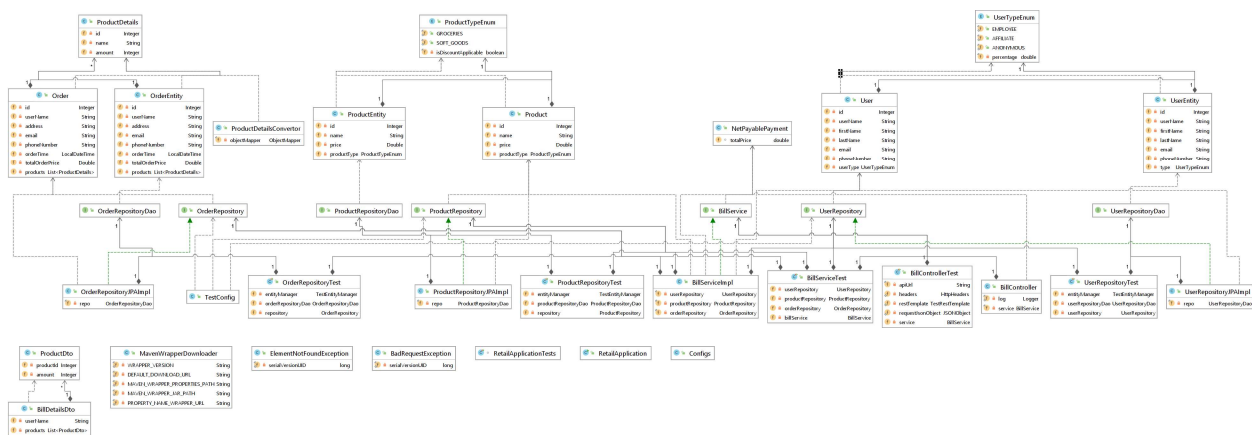 ProductDetails
id Integer
name String
amount Integer
ProductTypeEnum
GROCERIES
SOFT_GOODS
isDiscountApplicable boolean
UserTypeEnum
EMPLOYEE
AFFILIATE
ANONYMOUS
percentage double
Order
id Integer
userName String
address String
email String
phoneNumber String
orderTime LocalDateTime
totalOrderPrice Double
products List<ProductDetails>
OrderEntity
id Integer
userName String
address String
email String
phoneNumber String
orderTime LocalDateTime
totalOrderPrice Double
products List<ProductDetails>
ProductDetailsConvertor
objectMapper ObjectMapper
ProductEntity
id Integer
name String
price Double
productType ProductTypeEnum
Product
id Integer
name String
price Double
productType ProductTypeEnum
NetPayablePayment
totalPrice double
User
id Integer
userName String
firstName String
lastName String
email String
phoneNumber String
userType UserTypeEnum
UserEntity
id Integer
userName String
firstName String
lastName String
email String
phoneNumber String
type UserTypeEnum
OrderRepositoryDao
OrderRepository
ProductRepositoryDao
ProductRepository
BillService
UserRepository
UserRepositoryDao
OrderRepositoryJPAImpl
repo OrderRepositoryDao
TestConfig
OrderRepositoryTest
entityManager TestEntityManager
orderRepositoryDao OrderRepositoryDao
repository OrderRepository
ProductRepositoryJPAImpl
repo ProductRepositoryDao
ProductRepositoryTest
entityManager TestEntityManager
productRepositoryDao ProductRepositoryDao
repository ProductRepository
BillServiceImpl
userRepository UserRepository
productRepository ProductRepository
orderRepository OrderRepository
BillServiceTest
userRepository UserRepository
productRepository ProductRepository
orderRepository OrderRepository
billService BillService
BillControllerTest
apiUrl String
headers HttpHeaders
restTemplate TestRestTemplate
requestJsonObject JSONObject
service BillService
BillController
log Logger
service BillService
UserRepositoryTest
entityManager TestEntityManager
userRepositoryDao UserRepositoryDao
userRepository UserRepository
UserRepositoryJPAImpl
repo UserRepositoryDao
ProductDto
productId Integer
amount Integer
MavenWrapperDownloader
WRAPPER_VERSION String
DEFAULT_DOWNLOAD_URL String
MAVEN_WRAPPER_PROPERTIES_PATH String
MAVEN_WRAPPER_JAR_PATH String
PROPERTY_NAME_WRAPPER_URL String
ElementNotFoundException
serialVersionUID long
BadRequestException
serialVersionUID long
RetailApplicationTests
RetailApplication
Configs
BillDetailsDto
userName String
products List<ProductDto>